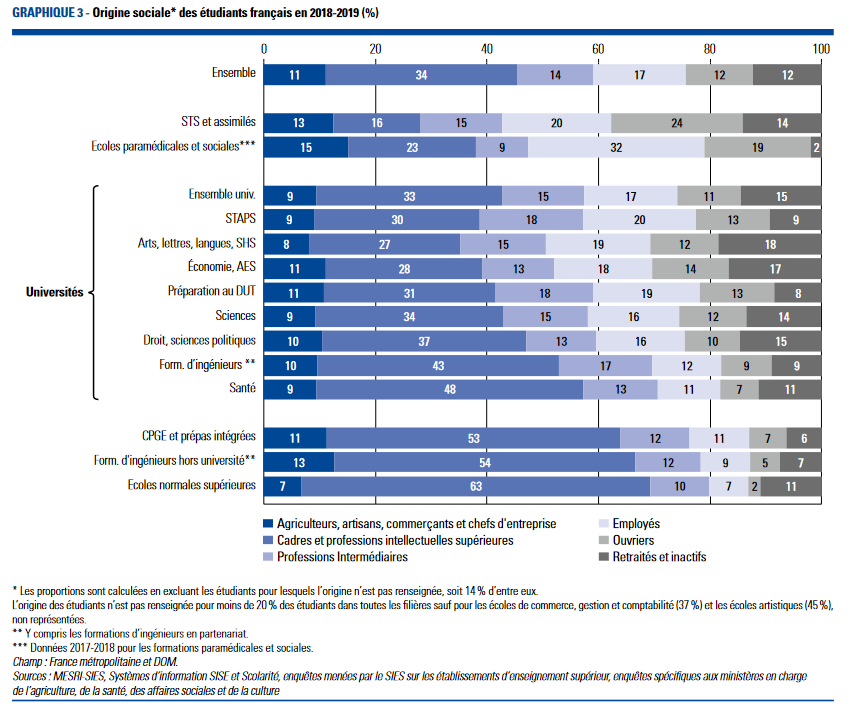 GRAPHIQUE 3 - Origine sociale* des étudiants français en 2018-2019 (%)
0 20 40 60 80 100
Ensemble 11 34 14 17 12 12
STS et assimilés 13 16 15 20 24 14
Ecoles paramédicales et sociales*** 15 23 9 32 19 2
Ensemble univ. 9 33 15 17 11 15
STAPS 9 30 18 20 13 9
Arts, lettres, langues, SHS 8 27 15 19 12 18
Économie, AES 11 28 13 18 14 17
Universités
Préparation au DUT 11 31 18 19 13 8
Sciences 9 34 15 16 12 14
Droit, sciences politiques 10 37 13 16 10 15
Form. d'ingénieurs ** 10 43 17 12 9 9
Santé 9 48 13 11 7 11
CPGE et prépas intégrées 11 53 12 11 7 6
Form. d'ingénieurs hors université** 13 54 12 9 5 7
Ecoles normales supérieures 7 63 10 7 2 11
Agriculteurs, artisans, commerçants et chefs d'entreprise
Cadres et professions intellectuelles supérieures
Professions Intermédiaires
Employés
Ouvriers
Retraités et inactifs
* Les proportions sont calculées en excluant les étudiants pour lesquels l'origine n'est pas renseignée, soit 14 % d'entre eux.
L'origine des étudiants n'est pas renseignée pour moins de 20 % des étudiants dans toutes les filières sauf pour les écoles de commerce, gestion et comptabilité (37 %) et les écoles artistiques (45 %),
non représentées.
** Y compris les formations d'ingénieurs en partenariat.
*** Données 2017-2018 pour les formations paramédicales et sociales.
Champ : France métropolitaine et DOM.
Sources : MESRI-SIES, Systèmes d'information SISE et Scolarité, enquêtes menées par le SIES sur les établissements d'enseignement supérieur, enquêtes spécifiques aux ministères en charge
de l'agriculture, de la santé, des affaires sociales et de la culture